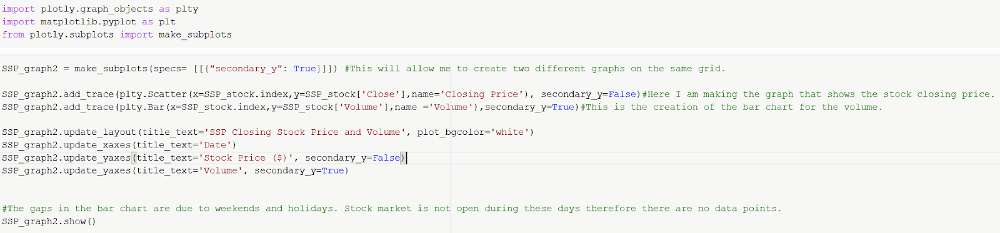 import plotly.graph_objects as plty
import matplotlib.pyplot as plt
from plotly.subplots import make_subplots
SSP_graph2 = make_subplots(specs= [[{"secondary_y": True}]]) #This will allow me to create two different graphs on the same grid.
SSP_graph2.add_trace(plty.Scatter(x=SSP_stock.index,y=SSP_stock['Close'],name='Closing Price'), secondary_y=False)#Here I am making the graph that shows the stock closing price.
SSP_graph2.add_trace(plty.Bar(x=SSP_stock.index,y=SSP_stock['Volume'],name ='Volume'),secondary_y=True)#This is the creation of the bar chart for the volume.
SSP_graph2.update_layout(title_text='SSP Closing Stock Price and Volume', plot_bgcolor='white')
SSP_graph2.update_xaxes(title_text='Date')
SSP_graph2.update_yaxes(title_text='Stock Price ($)', secondary_y=False)
SSP_graph2.update_yaxes(title_text='Volume', secondary_y=True)
#The gaps in the bar chart are due to weekends and holidays. Stock market is not open during these days therefore there are no data points.
SSP_graph2.show()